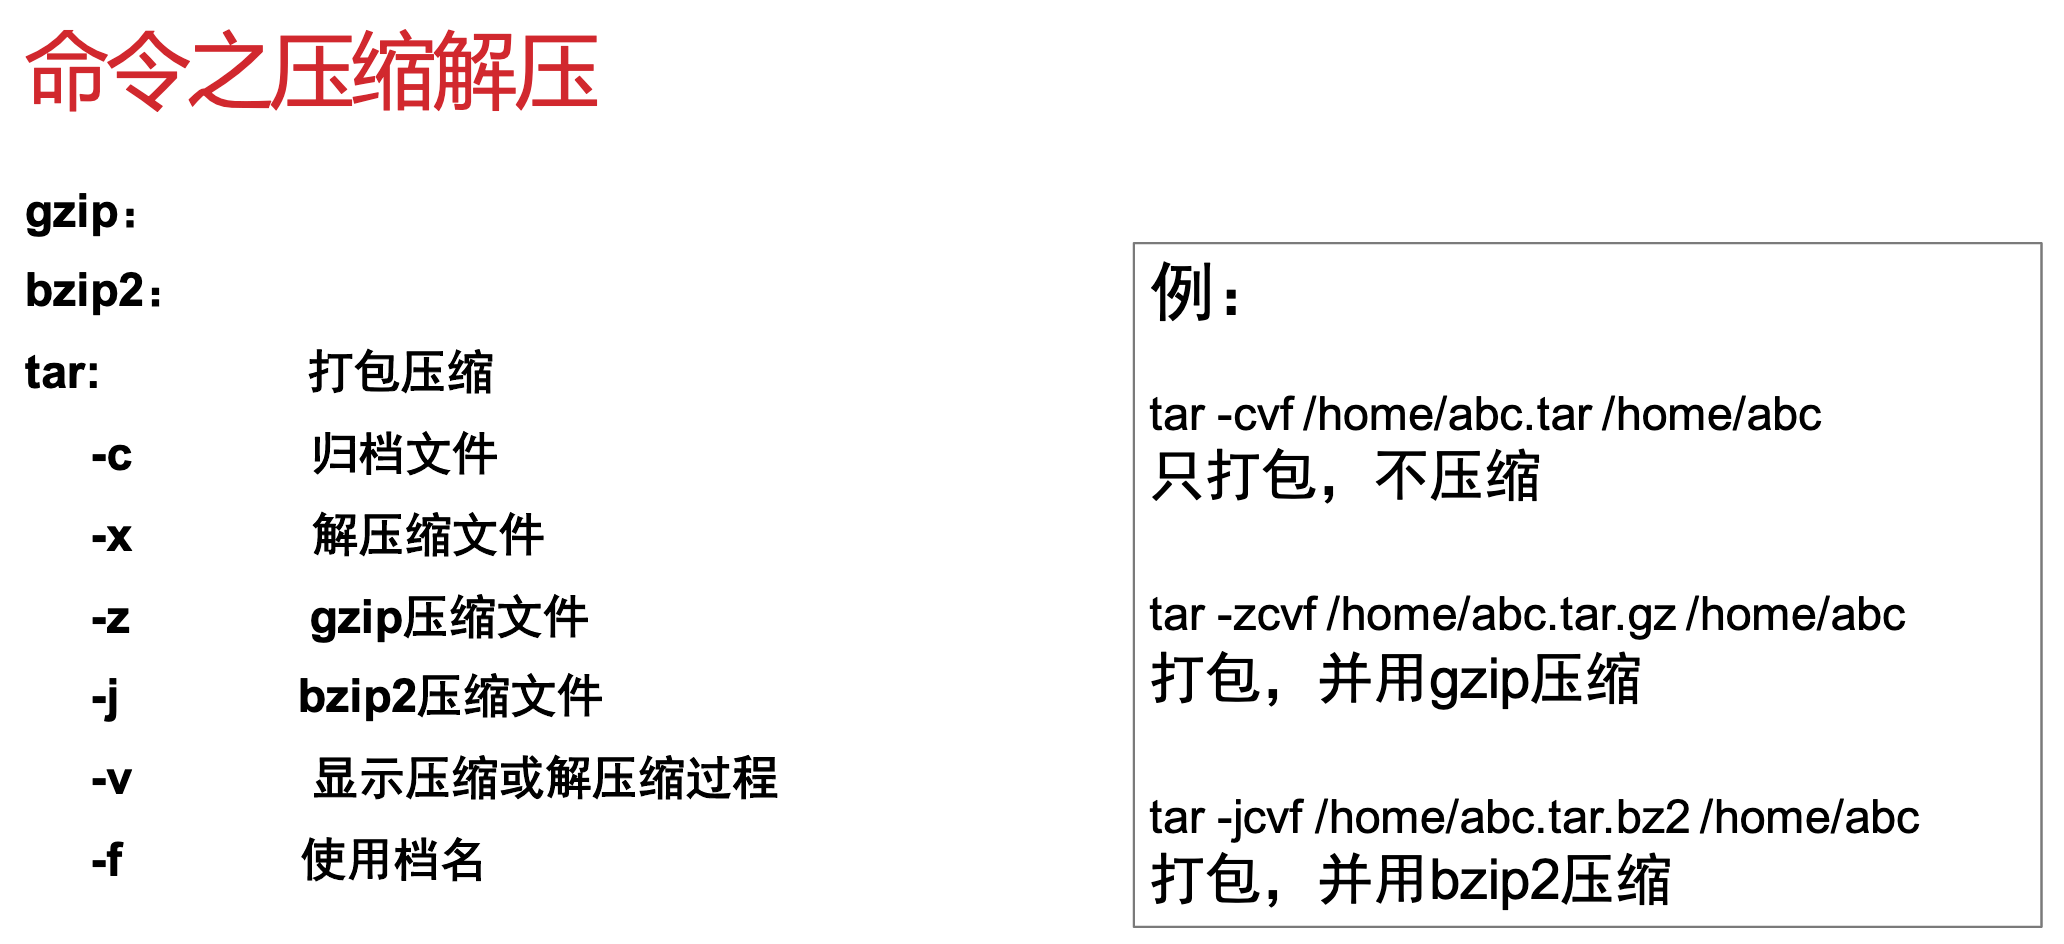 命令之压缩解压
gzip：
bzip2：
tar: 打包压缩
-c 归档文件
-x 解压缩文件
-z gzip压缩文件
-j bzip2压缩文件
-v 显示压缩或解压缩过程
-f 使用档名
例：
tar -cvf /home/abc.tar /home/abc
只打包，不压缩
tar -zcvf /home/abc.tar.gz /home/abc
打包，并用gzip压缩
tar -jcvf /home/abc.tar.bz2 /home/abc
打包，并用bzip2压缩